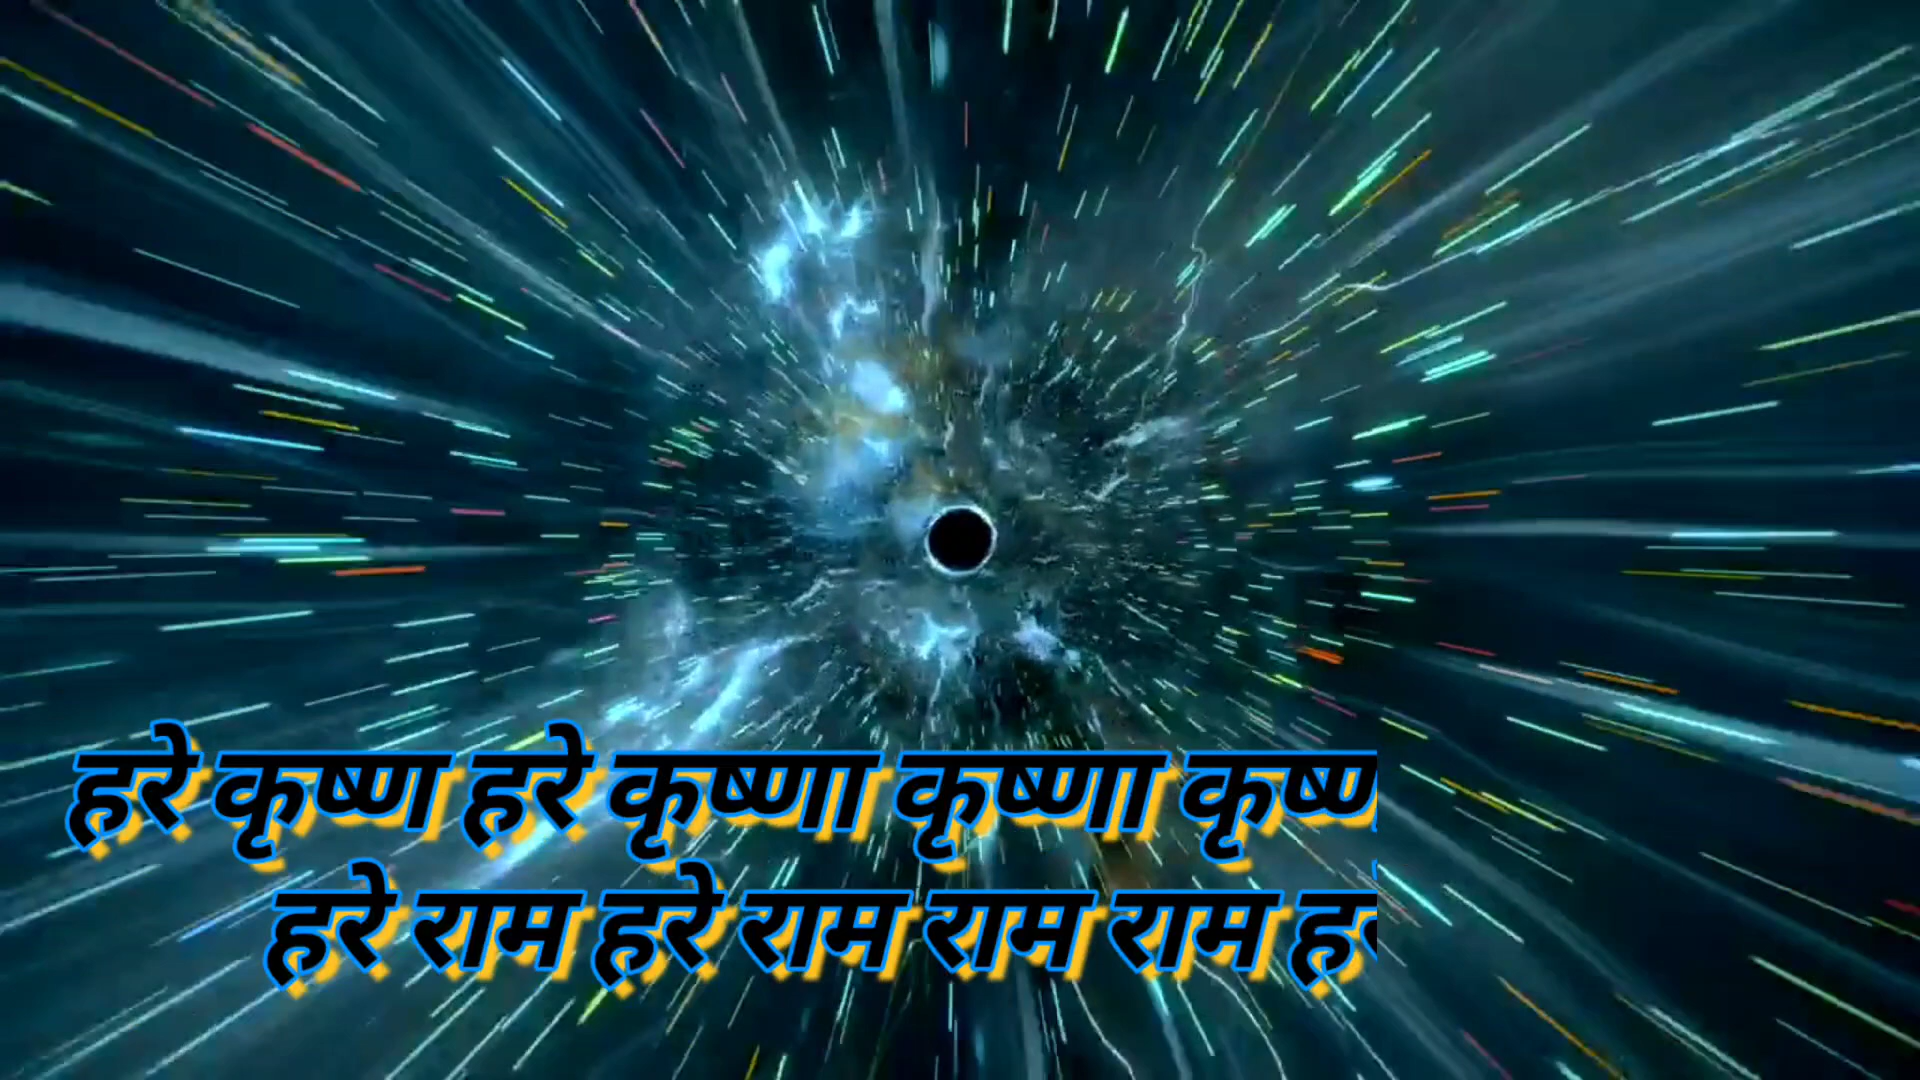 हरे कृष्ण हरे कृष्णा कृष्णा कृष्ण
हरे राम हरे राम राम राम